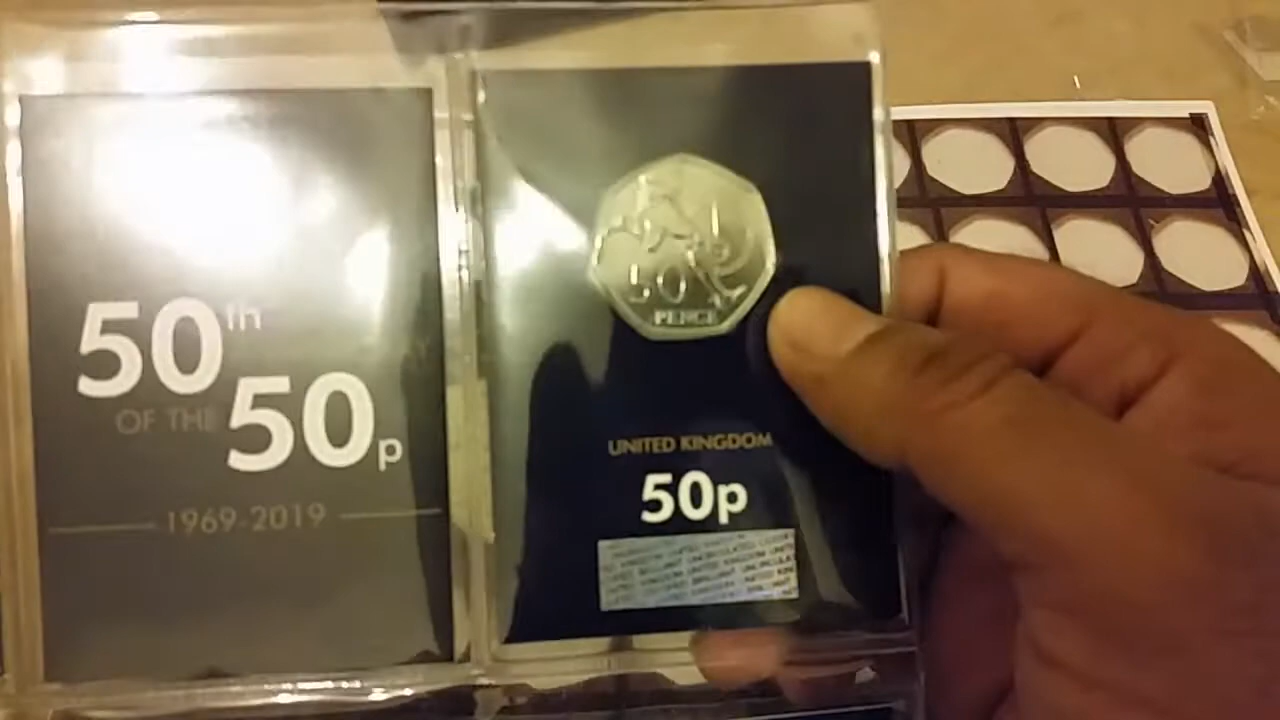 50th
OF THE 50p
1969-2019
50
PENCE
UNITED KINGDOM
50p